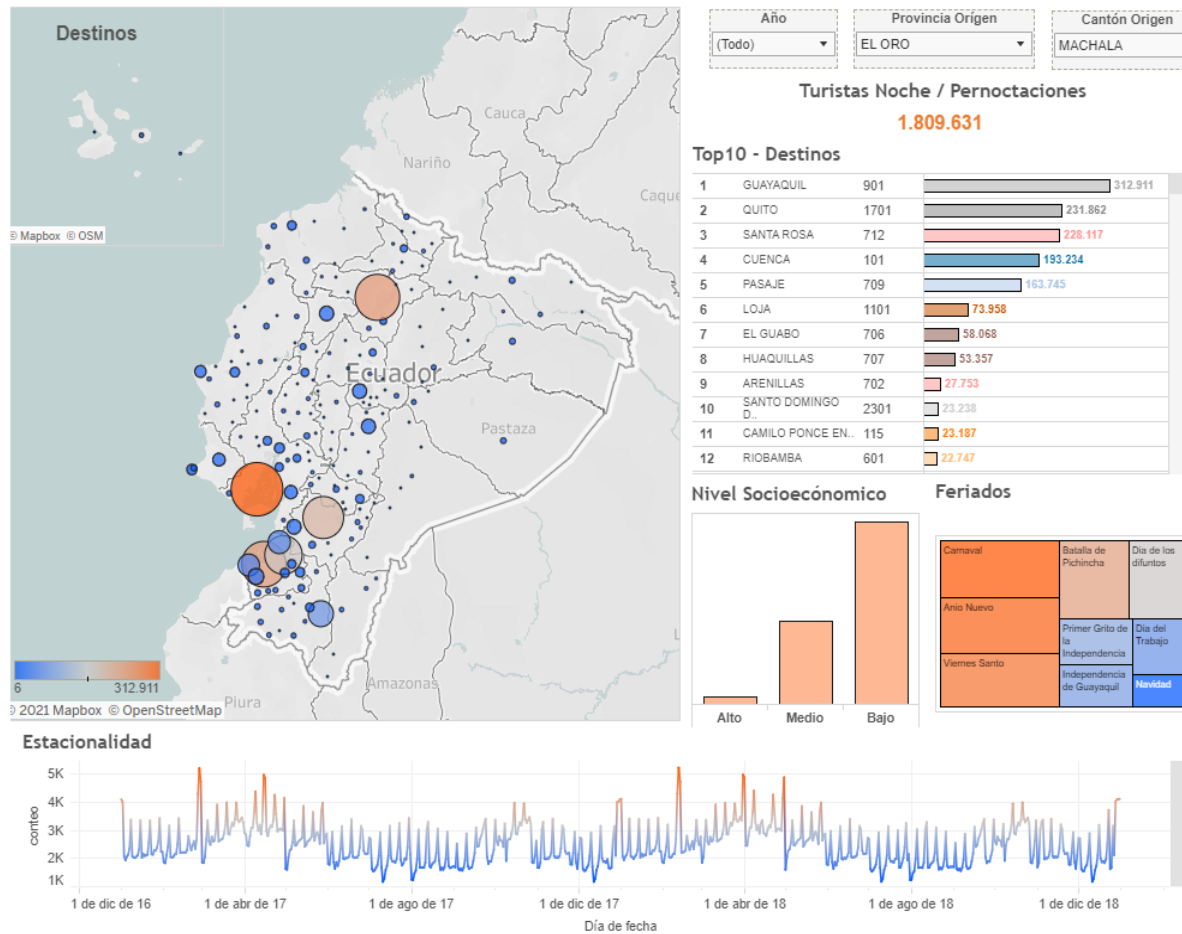 Destinos
© Mapbox © OSM
Cauca
Nariño
Ecuador
Pastaza
Amazonas
Piura
6
312.911
© 2021 Mapbox © OpenStreetMap
Año
(Todo)
Provincia Orígen
EL ORO
Cantón Origen
MACHALA
Turistas Noche / Pernoctaciones
1.809.631
Top10 - Destinos
1 GUAYAQUIL 901 312.911
2 QUITO 1701 231.862
3 SANTA ROSA 712 228.117
4 CUENCA 101 193.234
5 PASAJE 709 163.745
6 LOJA 1101 73.958
7 EL GUABO 706 58.068
8 HUAQUILLAS 707 53.357
9 ARENILLAS 702 27.753
10 SANTO DOMINGO D.. 2301 23.238
11 CAMILO PONCE EN.. 115 23.187
12 RIOBAMBA 601 22.747
Nivel Socioecónomico
Alto Medio Bajo
Feriados
Carnaval
Anio Nuevo
Viernes Santo
Batalla de
Pichincha
Dia de los
difuntos
Primer Grito de
la
Independencia
Dia del
Trabajo
Independencia
de Guayaquil
Navidad
Estacionalidad
conteo
5K
4K
3K
2K
1K
1 de dic de 16 1 de abr de 17 1 de ago de 17 1 de dic de 17 1 de abr de 18 1 de ago de 18 1 de dic de 18
Día de fecha